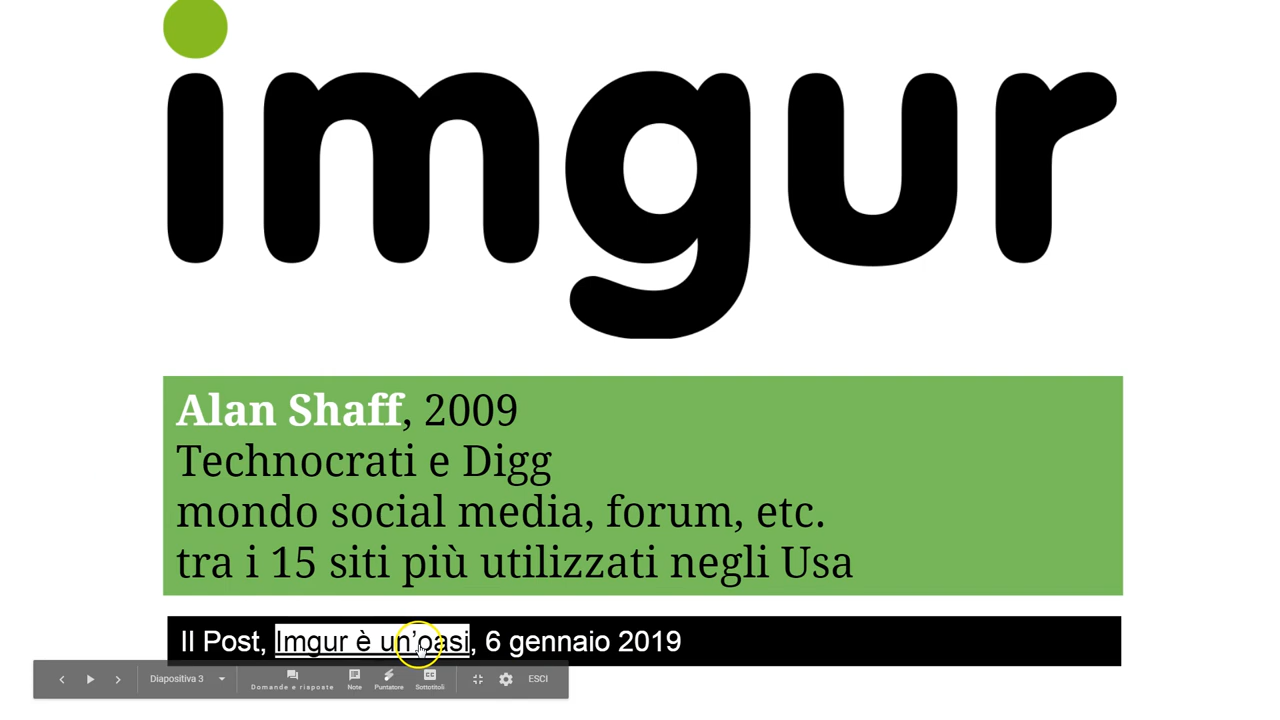 imgur
Alan Shaff, 2009
Technocrati e Digg
mondo social media, forum, etc.
tra i 15 siti più utilizzati negli Usa
Il Post, Imgur è un’oasi, 6 gennaio 2019
Diapositiva 3
Domande e risposte
Note
Puntatore
CC
Sottotitoli
ESCI